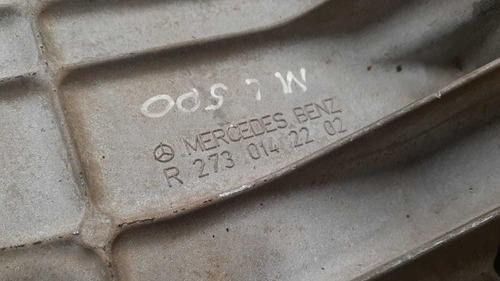 ML 500
MERCEDES BENZ
R 273 014 22 02